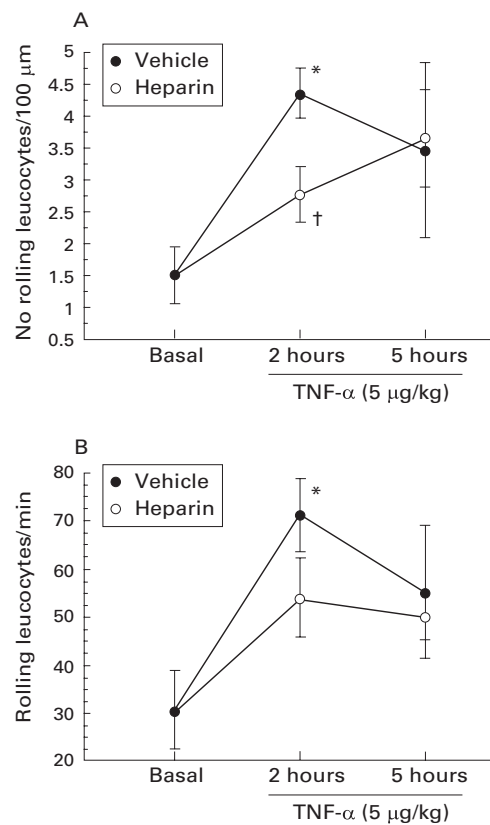 A
Vehicle
Heparin
No rolling leucocytes/100 μm
5
4.5
4
3.5
3
2.5
2
1.5
1
0.5
*
†
Basal
2 hours
5 hours
TNF-α (5 μg/kg)
B
Vehicle
Heparin
Rolling leucocytes/min
80
70
60
50
40
30
20
*
Basal
2 hours
5 hours
TNF-α (5 μg/kg)